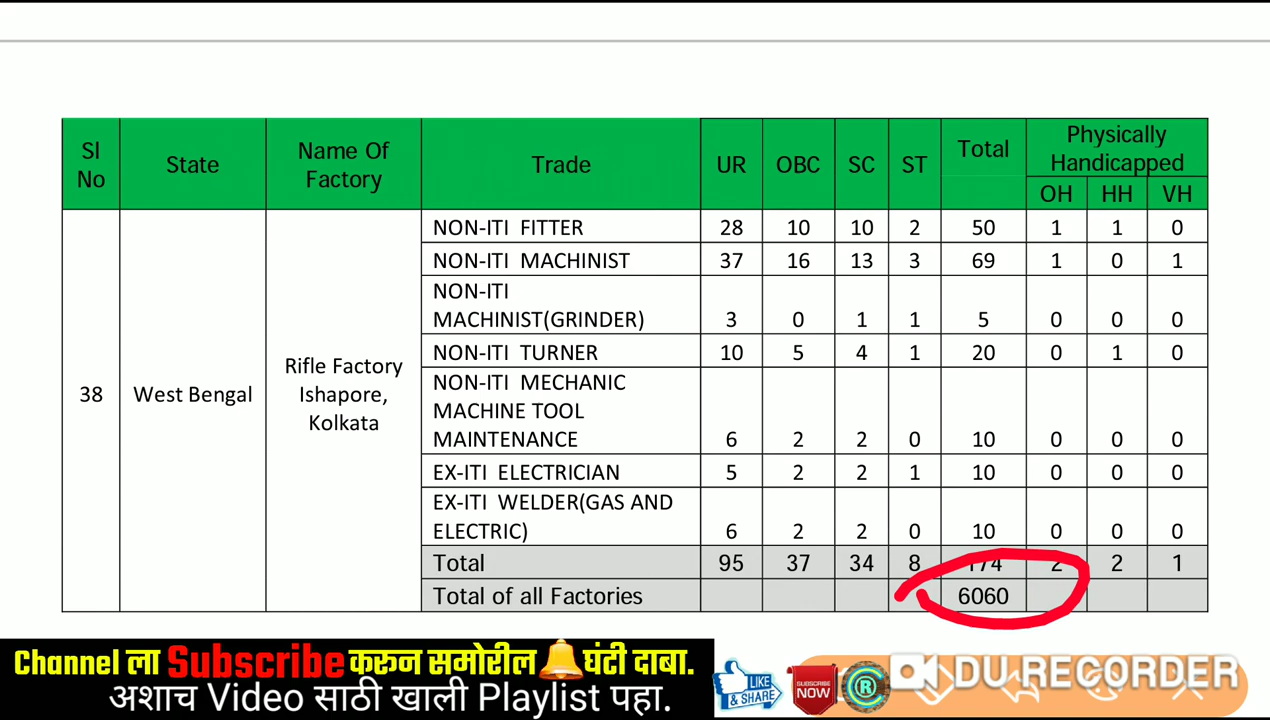 Sl No State Name Of Factory Trade UR OBC SC ST Total Physically Handicapped
OH HH VH
38 West Bengal Rifle Factory Ishapore, Kolkata
NON-ITI FITTER 28 10 10 2 50 1 1 0
NON-ITI MACHINIST 37 16 13 3 69 1 0 1
NON-ITI
MACHINIST(GRINDER) 3 0 1 1 5 0 0 0
NON-ITI TURNER 10 5 4 1 20 0 1 0
NON-ITI MECHANIC
MACHINE TOOL
MAINTENANCE 6 2 2 0 10 0 0 0
EX-ITI ELECTRICIAN 5 2 2 1 10 0 0 0
EX-ITI WELDER(GAS AND
ELECTRIC) 6 2 2 0 10 0 0 0
Total 95 37 34 8 174 2 2 1
Total of all Factories 6060
Channel ला Subscribe करून समोरील घंटी दाबा.
अशाच Video साठी खाली Playlist पहा.
LIKE & SHARE
SUBSCRIBE NOW
R
DU RECORDER